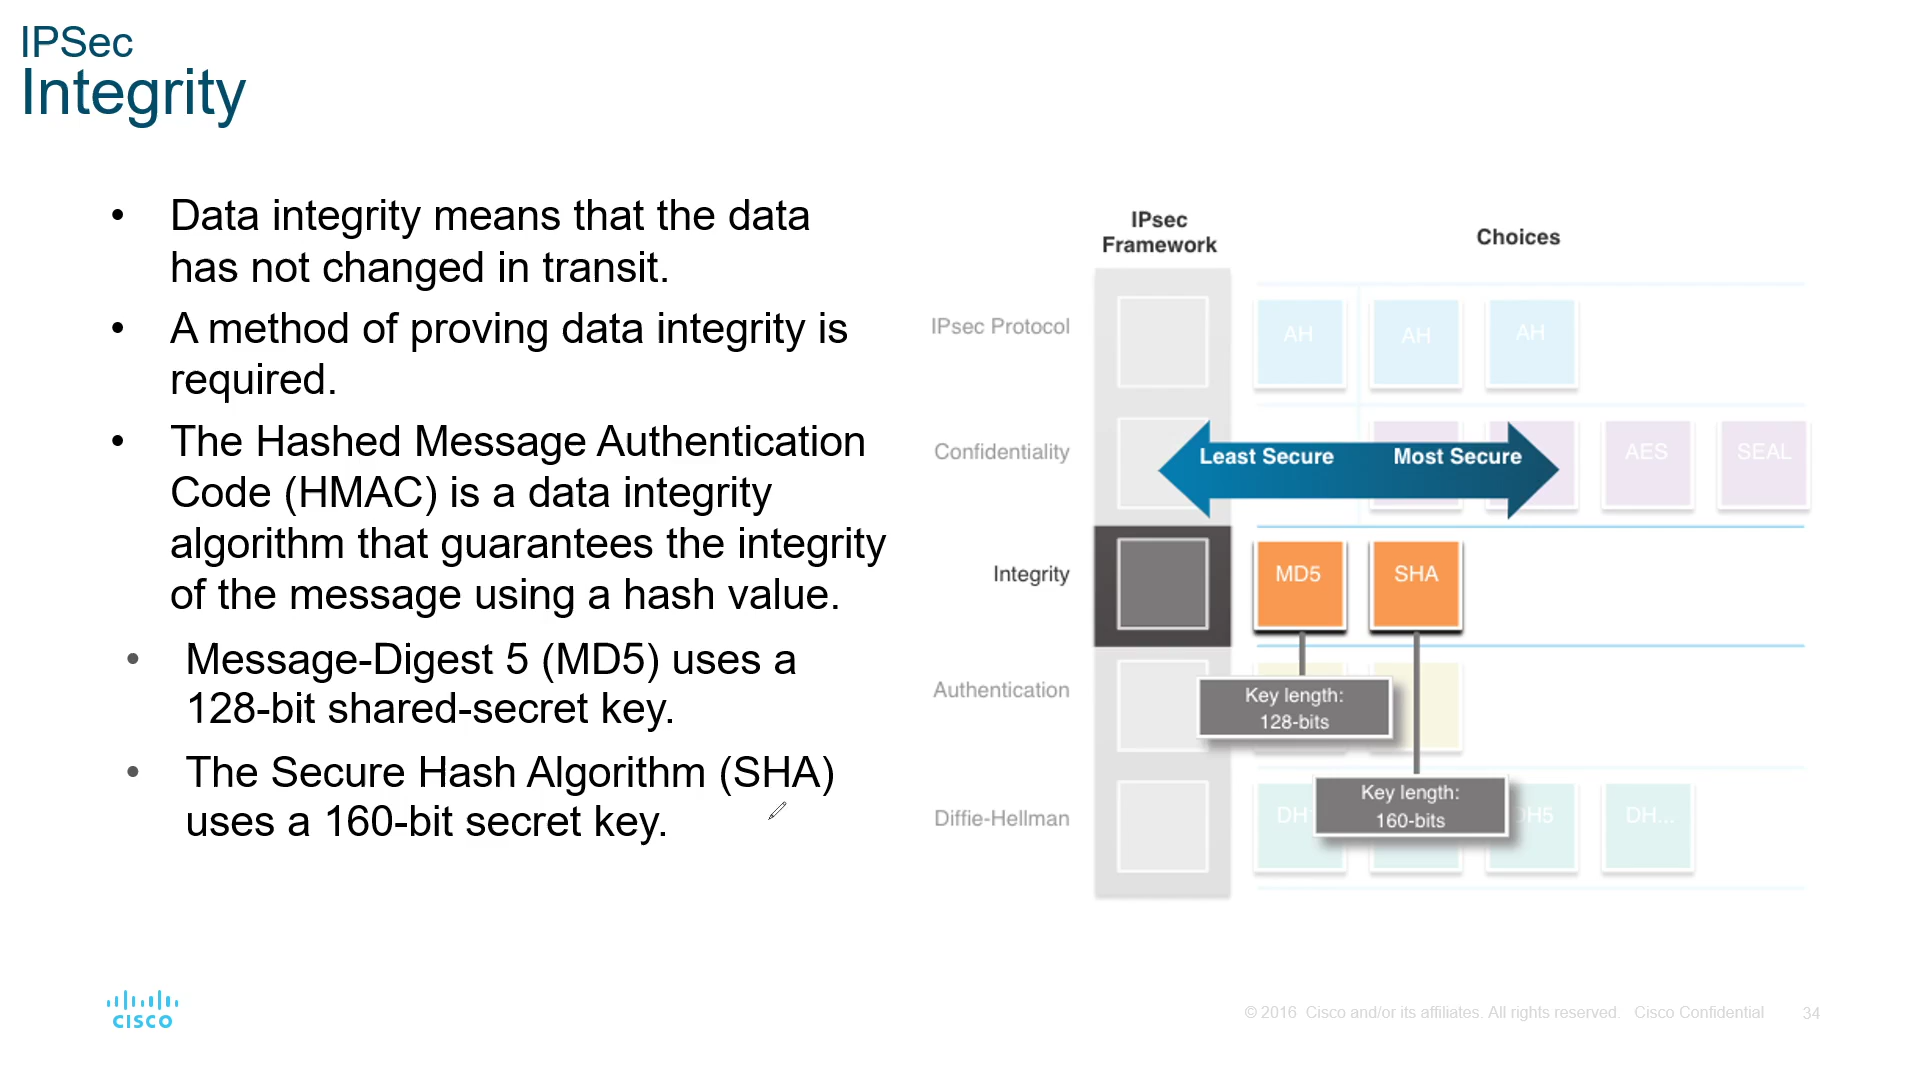 IPSec
Integrity
• Data integrity means that the data
has not changed in transit.
• A method of proving data integrity is
required.
• The Hashed Message Authentication
Code (HMAC) is a data integrity
algorithm that guarantees the integrity
of the message using a hash value.
• Message-Digest 5 (MD5) uses a
128-bit shared-secret key.
• The Secure Hash Algorithm (SHA)
uses a 160-bit secret key.
IPsec
Framework
Choices
IPsec Protocol
AH
AH
AH
Confidentiality
Least Secure
Most Secure
AES
SEAL
Integrity
MD5
SHA
Authentication
Key length:
128-bits
Diffie-Hellman
Key length:
160-bits
DH...
CISCO
© 2016 Cisco and/or its affiliates. All rights reserved. Cisco Confidential
34